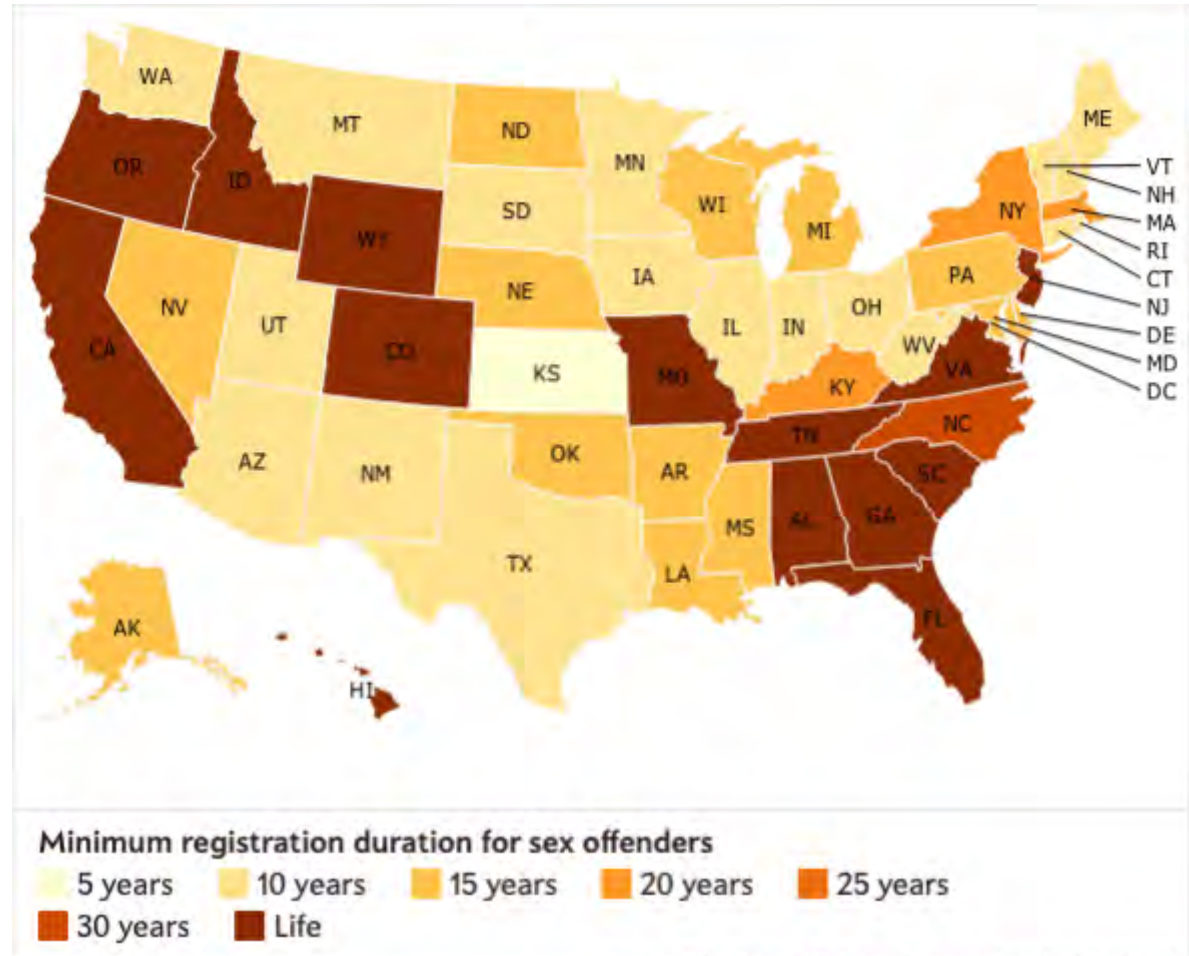 WA
MT
ND
MN
ME
VT
NH
MA
RI
CT
NJ
DE
MD
DC
OR
ID
WY
SD
WI
MI
NY
PA
NV
UT
CO
NE
IA
IL
IN
OH
WV
VA
CA
KS
MO
KY
NC
AZ
NM
OK
AR
TN
SC
MS
AL
GA
TX
LA
FL
AK
HI
Minimum registration duration for sex offenders
5 years 10 years 15 years 20 years 25 years
30 years Life